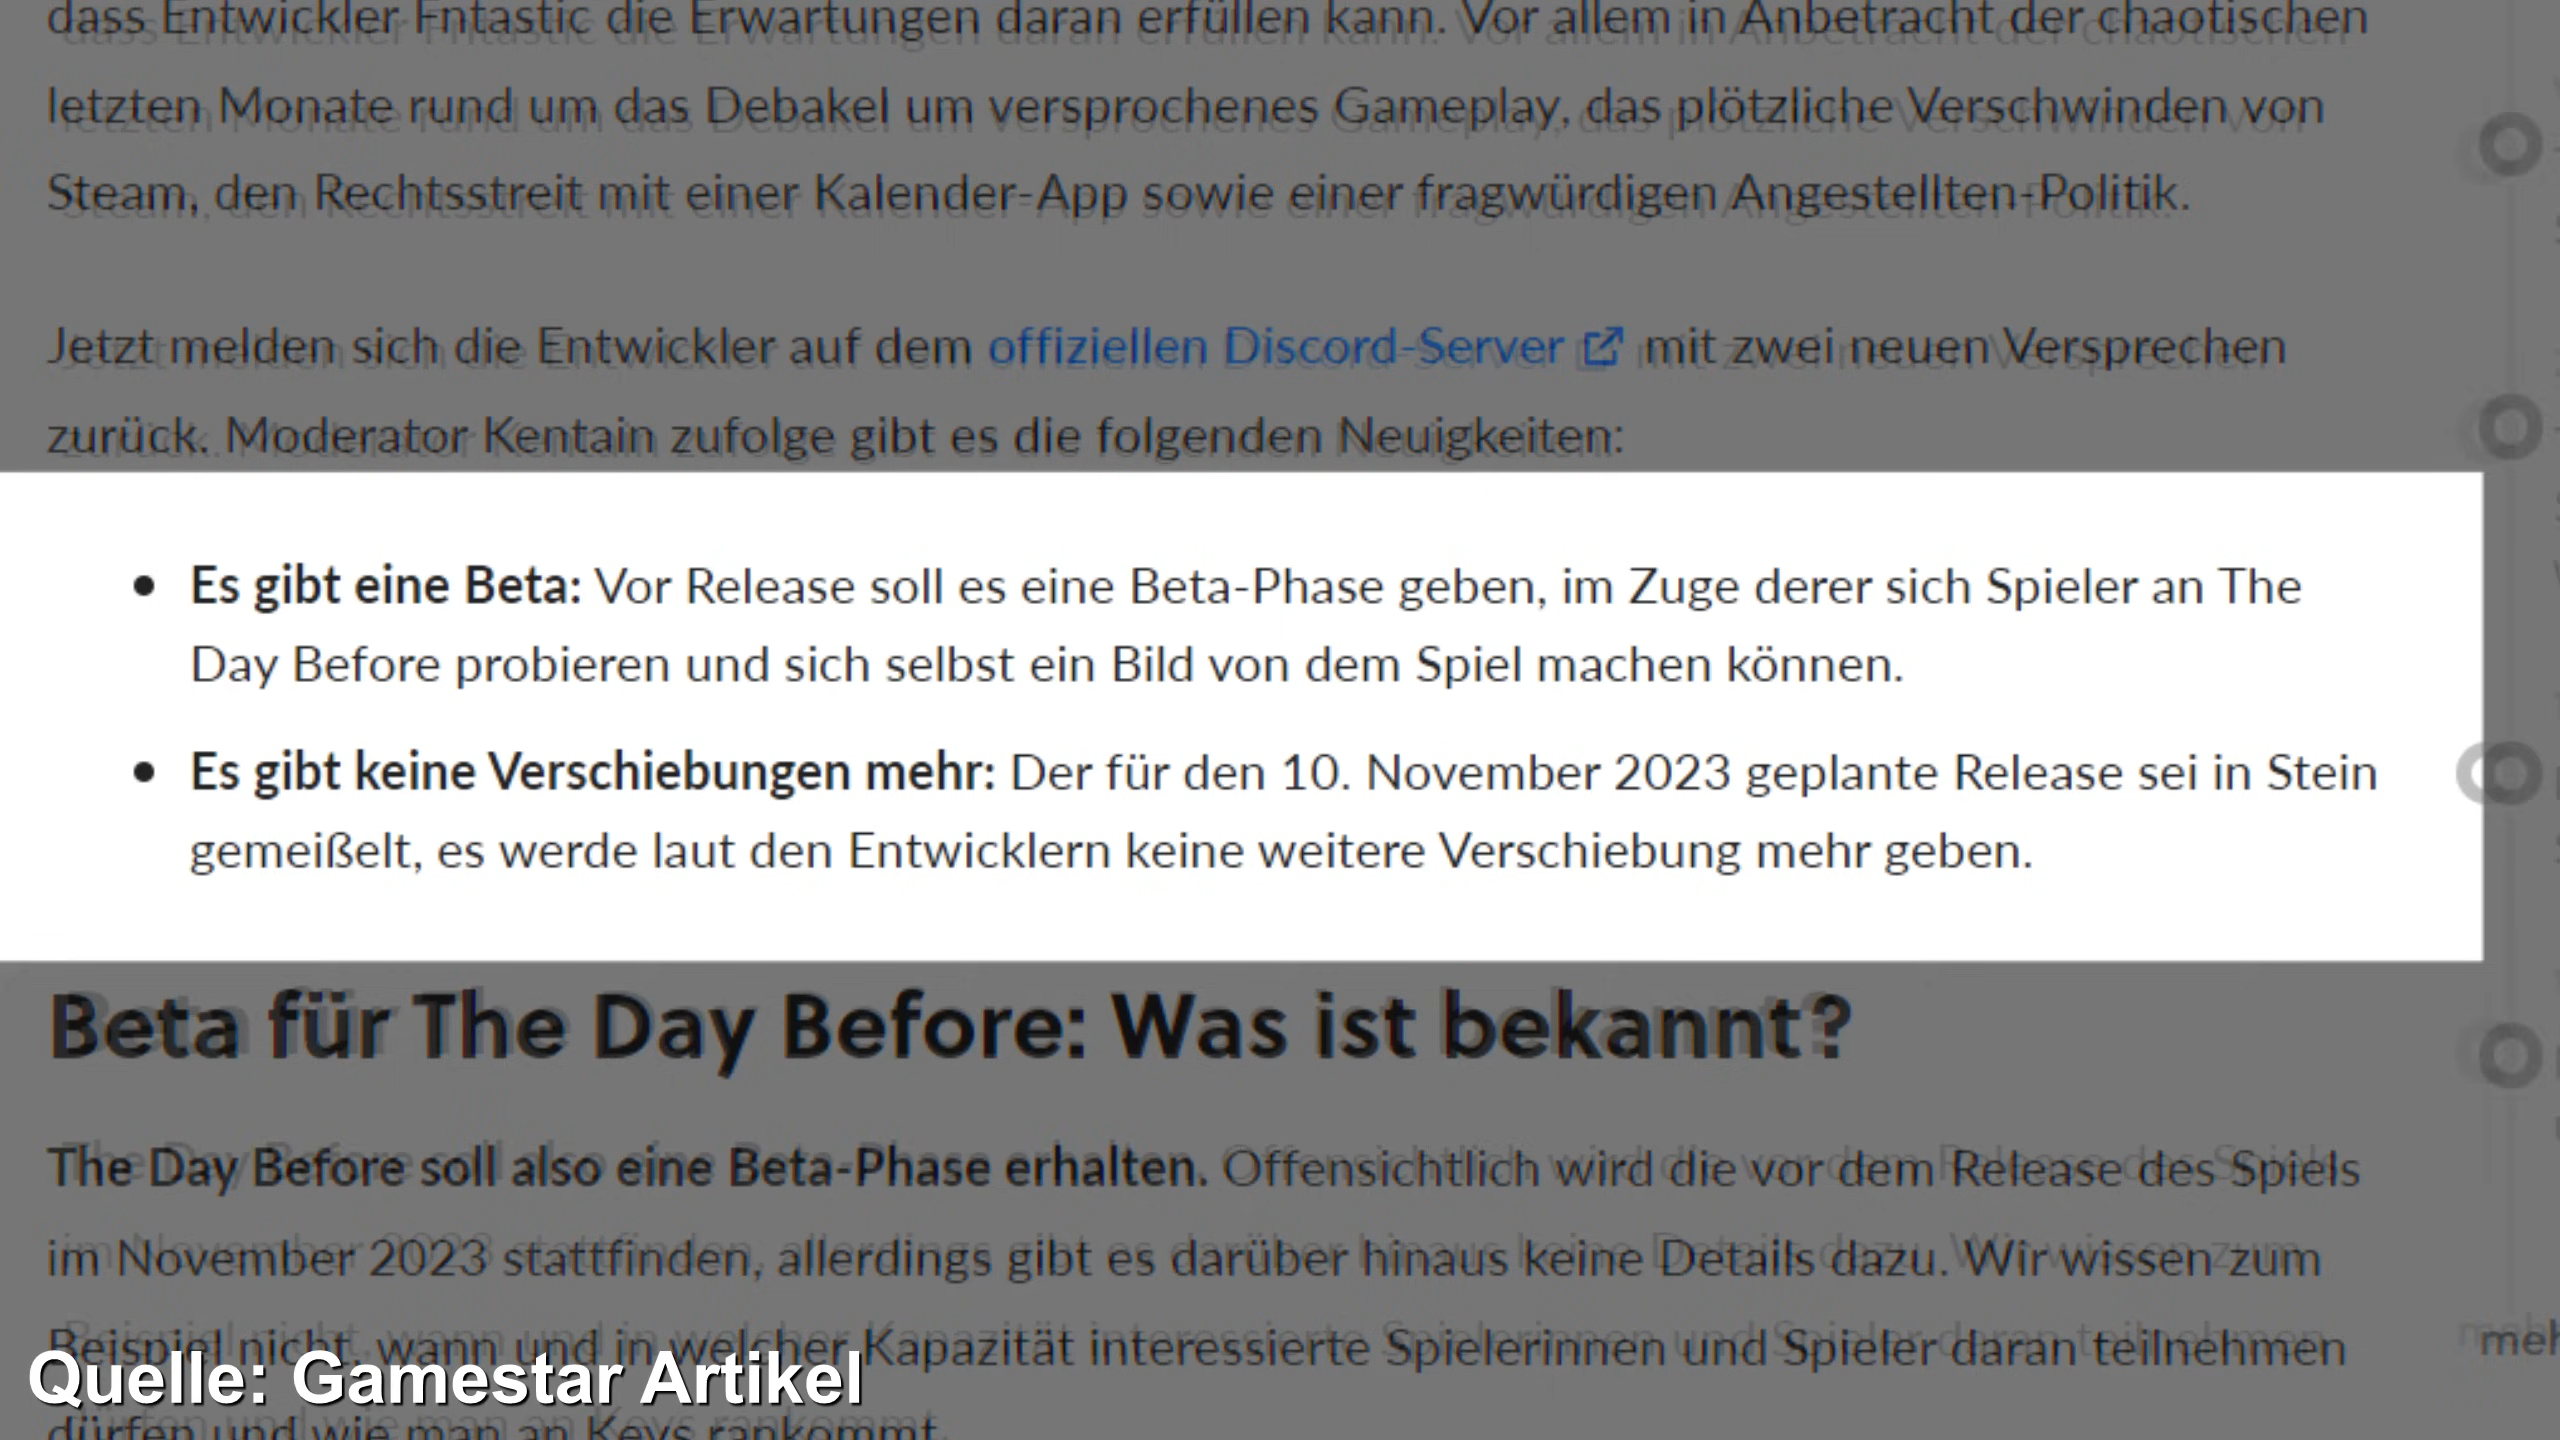 dass Entwickler Fntastic die Erwartungen daran erfüllen kann. Vor allem in Anbetracht der chaotischen
letzten Monate rund um das Debakel um versprochenes Gameplay, das plötzliche Verschwinden von
Steam, den Rechtsstreit mit einer Kalender-App sowie einer fragwürdigen Angestellten-Politik.
Jetzt melden sich die Entwickler auf dem offiziellen Discord-Server mit zwei neuen Versprechen
zurück. Moderator Kentain zufolge gibt es die folgenden Neuigkeiten:
• Es gibt eine Beta: Vor Release soll es eine Beta-Phase geben, im Zuge derer sich Spieler an The
Day Before probieren und sich selbst ein Bild von dem Spiel machen können.
• Es gibt keine Verschiebungen mehr: Der für den 10. November 2023 geplante Release sei in Stein
gemeißelt, es werde laut den Entwicklern keine weitere Verschiebung mehr geben.
Beta für The Day Before: Was ist bekannt?
The Day Before soll also eine Beta-Phase erhalten. Offensichtlich wird die vor dem Release des Spiels
im November 2023 stattfinden, allerdings gibt es darüber hinaus keine Details dazu. Wir wissen zum
Beispiel nicht, wann und in welcher Kapazität interessierte Spielerinnen und Spieler daran teilnehmen
meh
Quelle: Gamestar Artikel
dürfen und wie man an Keys rankommt.